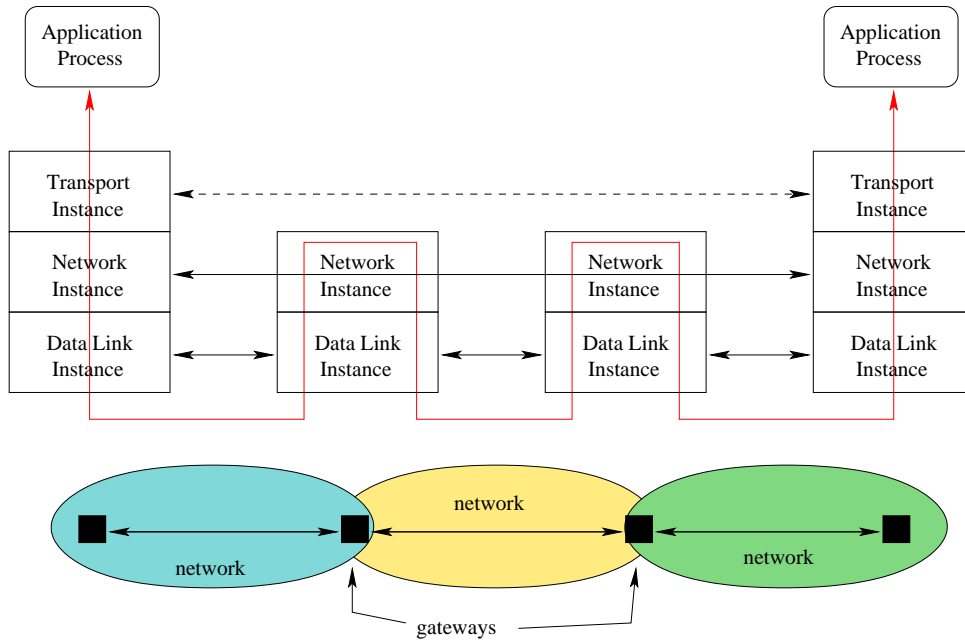 Application
Process
Application
Process
Transport
Instance
Transport
Instance
Network
Instance
Network
Instance
Network
Instance
Network
Instance
Data Link
Instance
Data Link
Instance
Data Link
Instance
Data Link
Instance
network
network
network
gateways